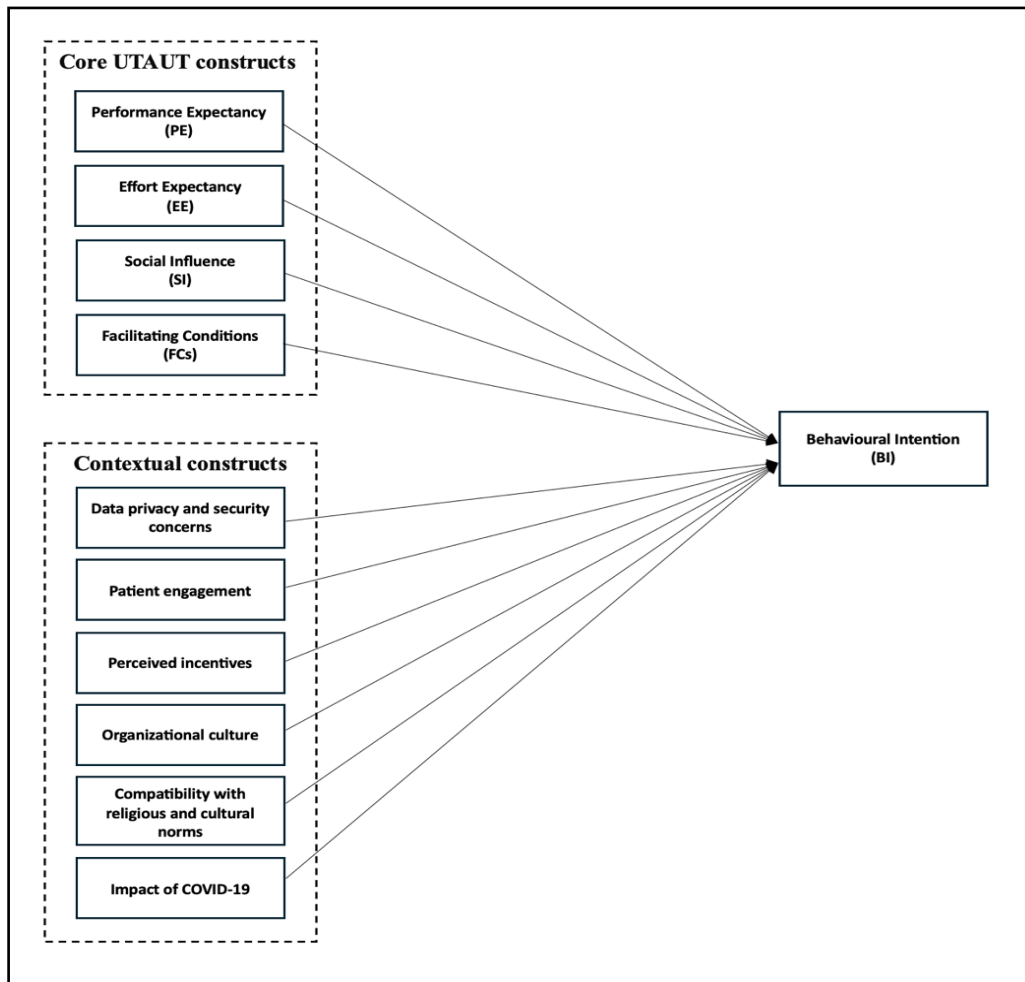 Core UTAUT constructs
Performance Expectancy
(PE)
Effort Expectancy
(EE)
Social Influence
(SI)
Facilitating Conditions
(FCs)
Contextual constructs
Data privacy and security
concerns
Patient engagement
Perceived incentives
Organizational culture
Compatibility with
religious and cultural
norms
Impact of COVID-19
Behavioural Intention
(BI)